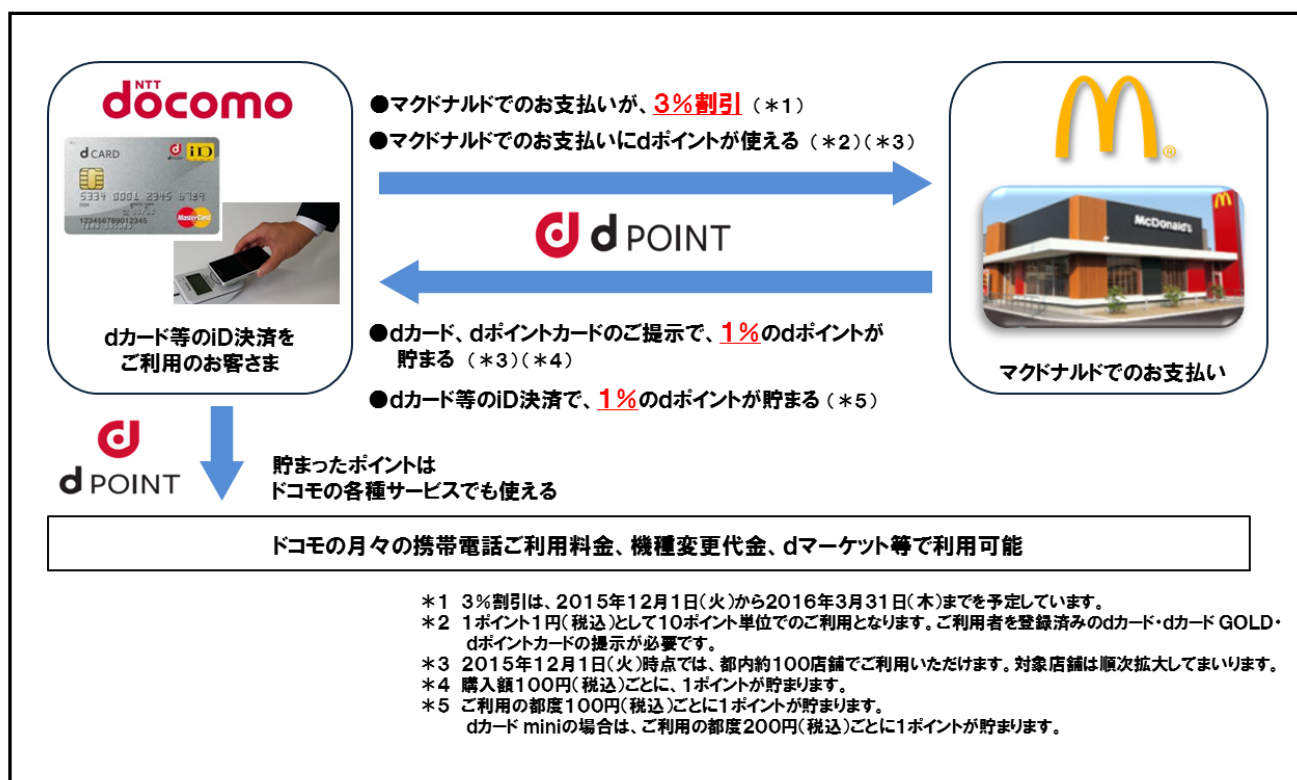 NTT
döcomo
d CARD
iD
5334 0001 2345 6789
123456789012345
MasterCard
dカード等のiD決済を
ご利用のお客さま
●マクドナルドでのお支払いが、3%割引（＊1）
●マクドナルドでのお支払いにdポイントが使える（＊2）（＊3）
d POINT
●dカード、dポイントカードのご提示で、1%のdポイントが
貯まる（＊3）（＊4）
●dカード等のiD決済で、1%のdポイントが貯まる（＊5）
McDonald's
マクドナルドでのお支払い
d POINT
貯まったポイントは
ドコモの各種サービスでも使える
ドコモの月々の携帯電話ご利用料金、機種変更代金、dマーケット等で利用可能
＊1 3%割引は、2015年12月1日（火）から2016年3月31日（木）までを予定しています。
＊2 1ポイント1円（税込）として10ポイント単位でのご利用となります。ご利用者を登録済みのdカード・dカード GOLD・
dポイントカードの提示が必要です。
＊3 2015年12月1日（火）時点では、都内約100店舗でご利用いただけます。対象店舗は順次拡大してまいります。
＊4 購入額100円（税込）ごとに、1ポイントが貯まります。
＊5 ご利用の都度100円（税込）ごとに1ポイントが貯まります。
dカード miniの場合は、ご利用の都度200円（税込）ごとに1ポイントが貯まります。